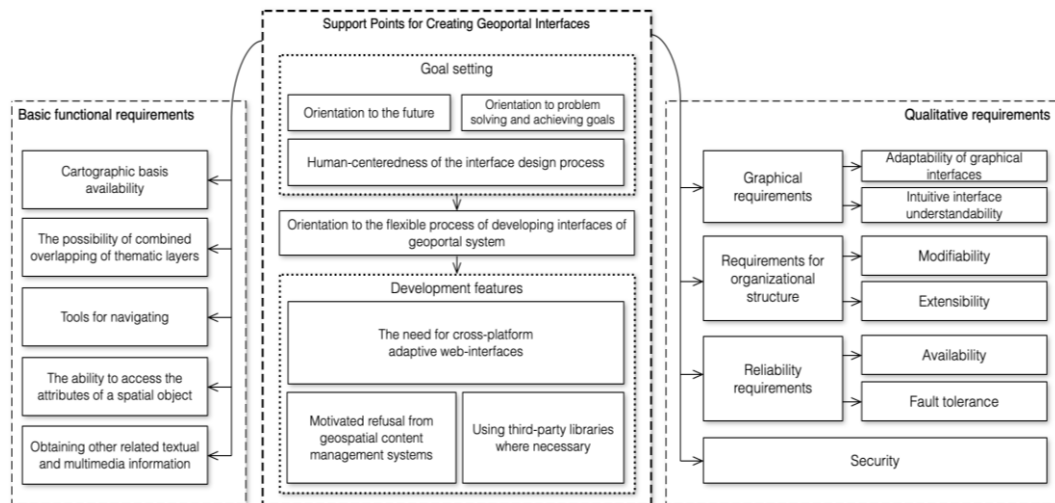 Support Points for Creating Geoportal Interfaces
Goal setting
Orientation to the future
Orientation to problem
solving and achieving goals
Human-centeredness of the interface design process
Orientation to the flexible process of developing interfaces of
geoportal system
Development features
The need for cross-platform
adaptive web-interfaces
Motivated refusal from
geospatial content
management systems
Using third-party libraries
where necessary
Basic functional requirements
Cartographic basis
availability
The possibility of combined
overlapping of thematic layers
Tools for navigating
The ability to access the
attributes of a spatial object
Obtaining other related textual
and multimedia information
Qualitative requirements
Graphical
requirements
Adaptability of graphical
interfaces
Intuitive interface
understandability
Requirements for
organizational
structure
Modifiability
Extensibility
Reliability
requirements
Availability
Fault tolerance
Security